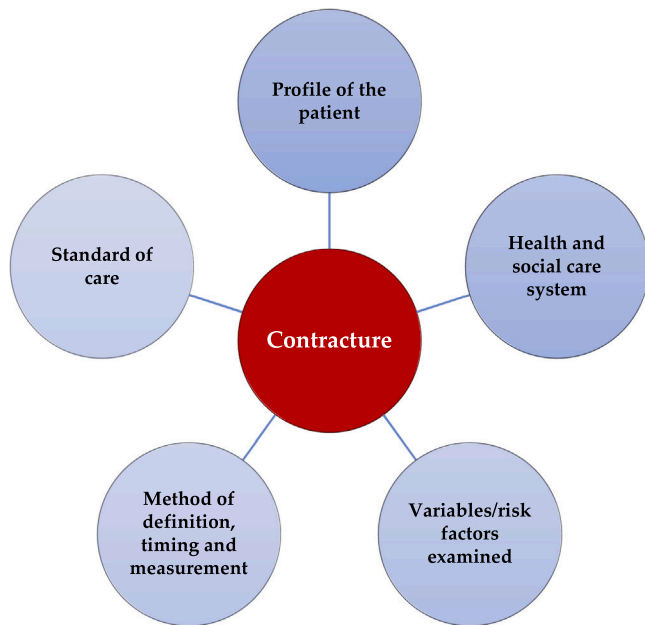 Profile of the
patient
Health and
social care
system
Variables/risk
factors
examined
Method of
definition,
timing and
measurement
Standard of
care
Contracture